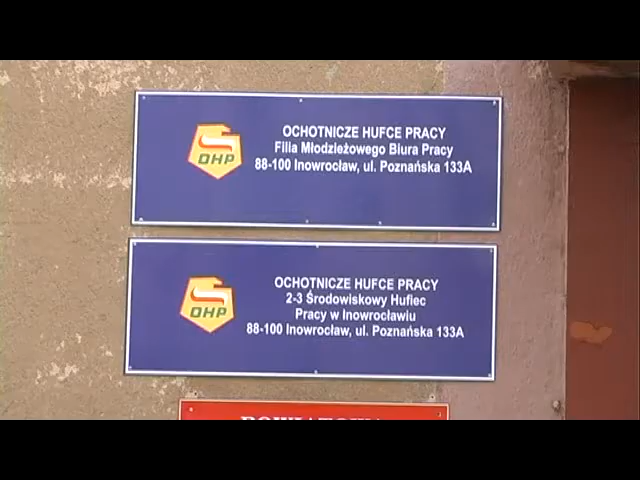 OCHOTNICZE HUFCE PRACY
Filia Młodzieżowego Biura Pracy
88-100 Inowrocław, ul. Poznańska 133A
OHP
OCHOTNICZE HUFCE PRACY
2-3 Środowiskowy Hufiec
Pracy w Inowrocławiu
88-100 Inowrocław, ul. Poznańska 133A
OHP